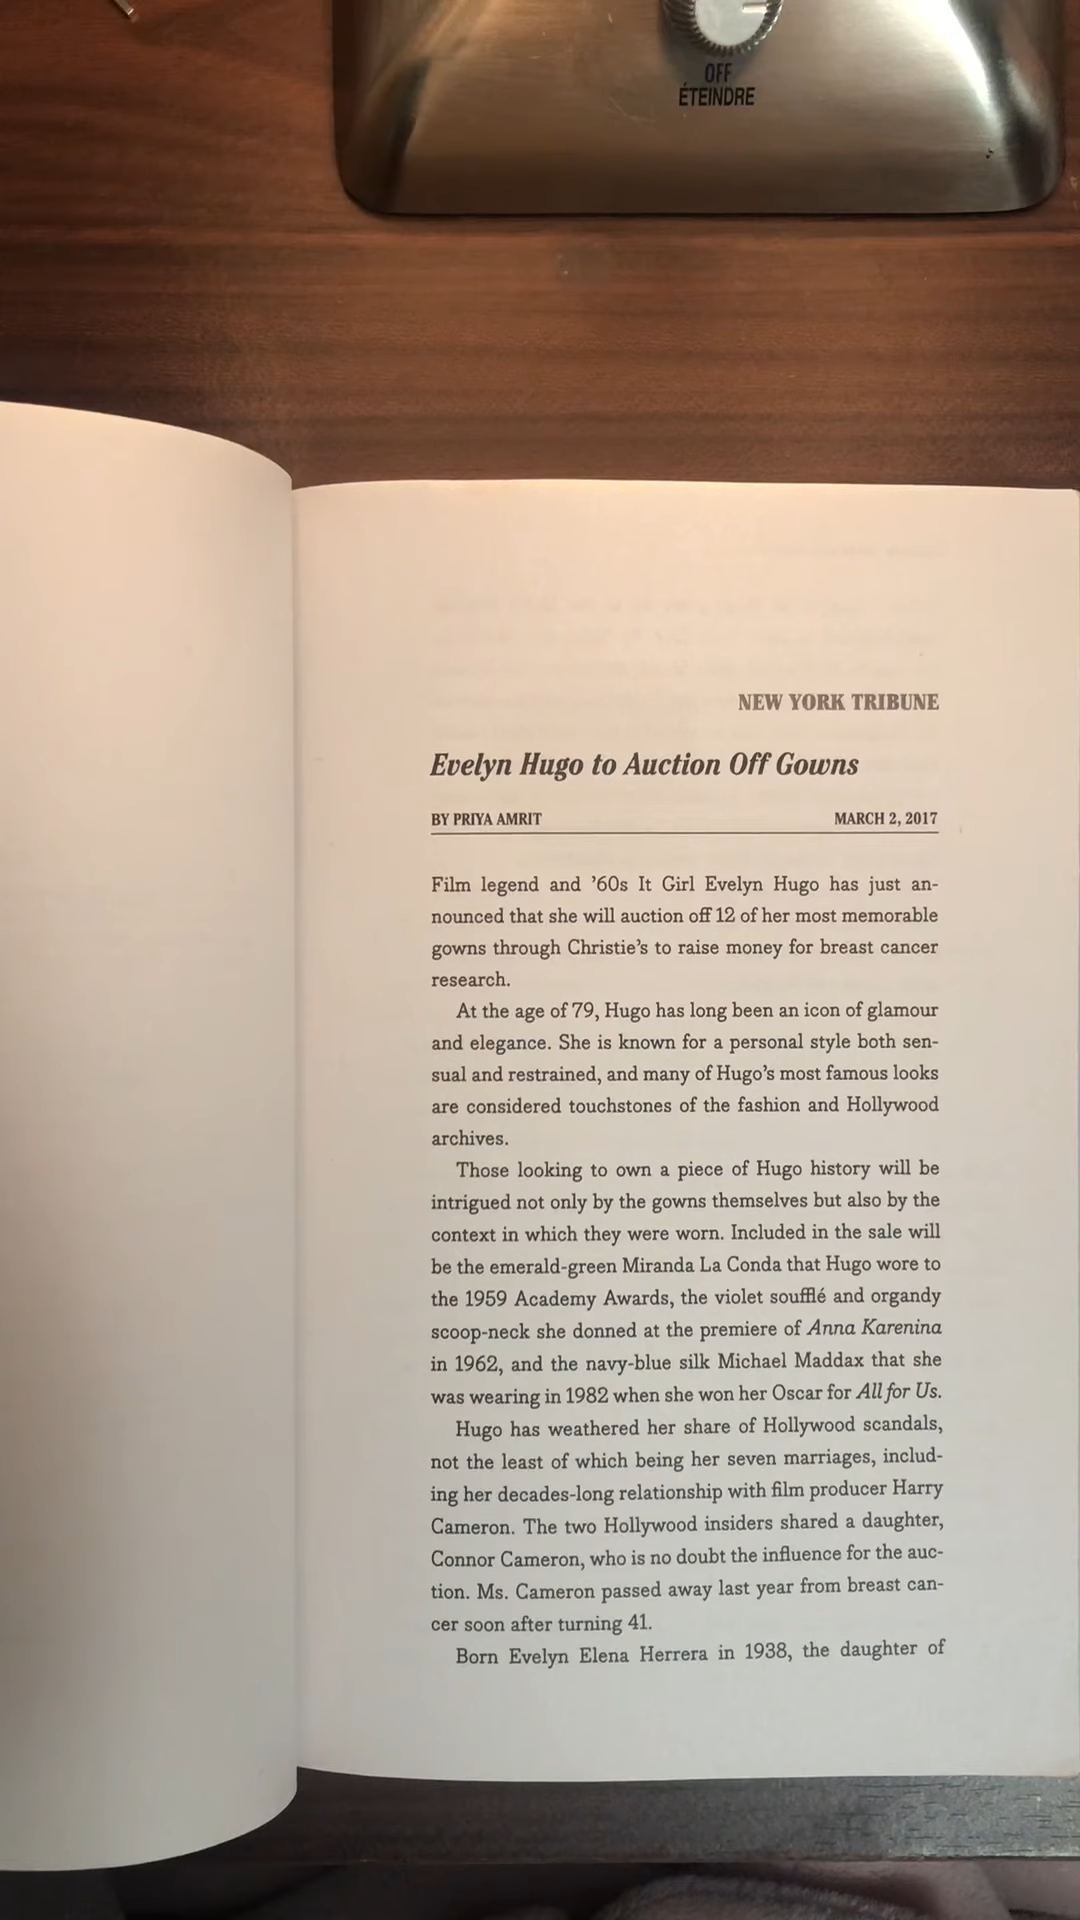 OFF
ÉTEINDRE
NEW YORK TRIBUNE
Evelyn Hugo to Auction Off Gowns
BY PRIYA AMRIT MARCH 2, 2017
Film legend and ’60s It Girl Evelyn Hugo has just an-
nounced that she will auction off 12 of her most memorable
gowns through Christie’s to raise money for breast cancer
research.
At the age of 79, Hugo has long been an icon of glamour
and elegance. She is known for a personal style both sen-
sual and restrained, and many of Hugo’s most famous looks
are considered touchstones of the fashion and Hollywood
archives.
Those looking to own a piece of Hugo history will be
intrigued not only by the gowns themselves but also by the
context in which they were worn. Included in the sale will
be the emerald-green Miranda La Conda that Hugo wore to
the 1959 Academy Awards, the violet soufflé and organdy
scoop-neck she donned at the premiere of Anna Karenina
in 1962, and the navy-blue silk Michael Maddax that she
was wearing in 1982 when she won her Oscar for All for Us.
Hugo has weathered her share of Hollywood scandals,
not the least of which being her seven marriages, includ-
ing her decades-long relationship with film producer Harry
Cameron. The two Hollywood insiders shared a daughter,
Connor Cameron, who is no doubt the influence for the auc-
tion. Ms. Cameron passed away last year from breast can-
cer soon after turning 41.
Born Evelyn Elena Herrera in 1938, the daughter of